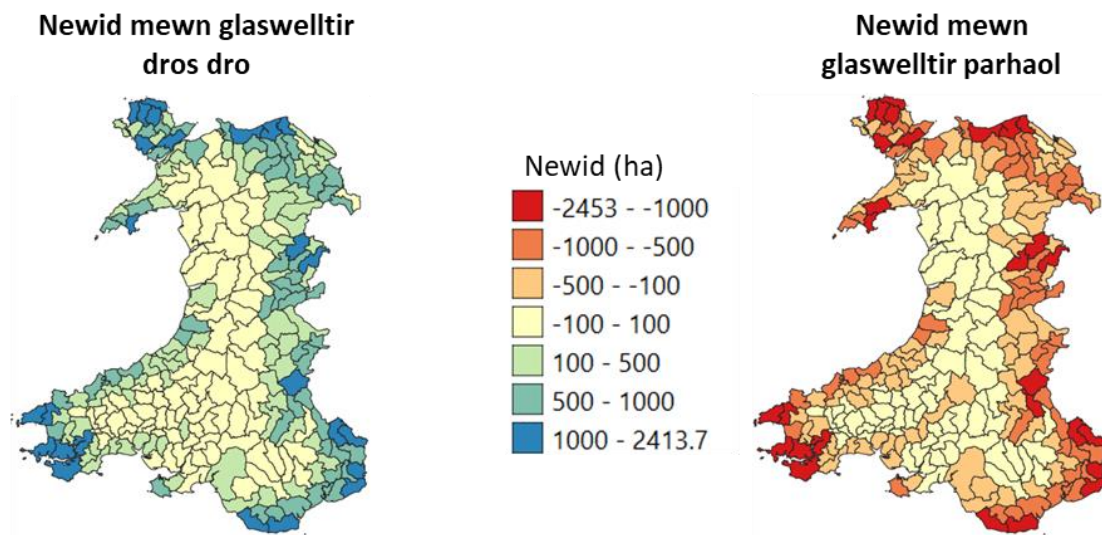 Newid mewn glaswelltir
dros dro
Newid mewn
glaswelltir parhaol
Newid (ha)
-2453 - -1000
-1000 - -500
-500 - -100
-100 - 100
100 - 500
500 - 1000
1000 - 2413.7